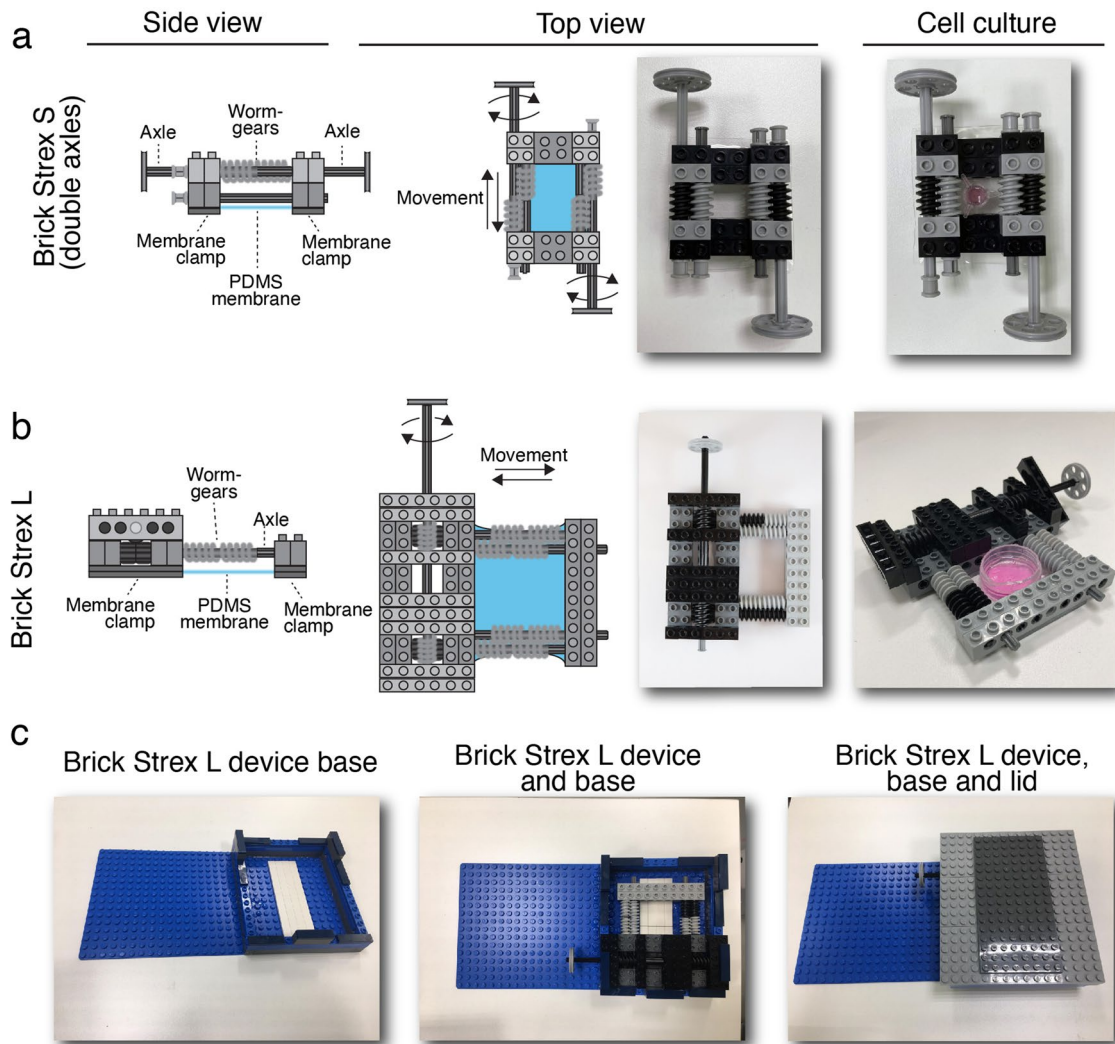 a
Side view
Top view
Cell culture
Brick Strex S
(double axles)
Axle
Worm-
gears
Axle
Membrane
clamp
PDMS
membrane
Membrane
clamp
Movement
b
Brick Strex L
Worm-
gears
Axle
Membrane
clamp
PDMS
membrane
Membrane
clamp
Movement
c
Brick Strex L device base
Brick Strex L device
and base
Brick Strex L device,
base and lid